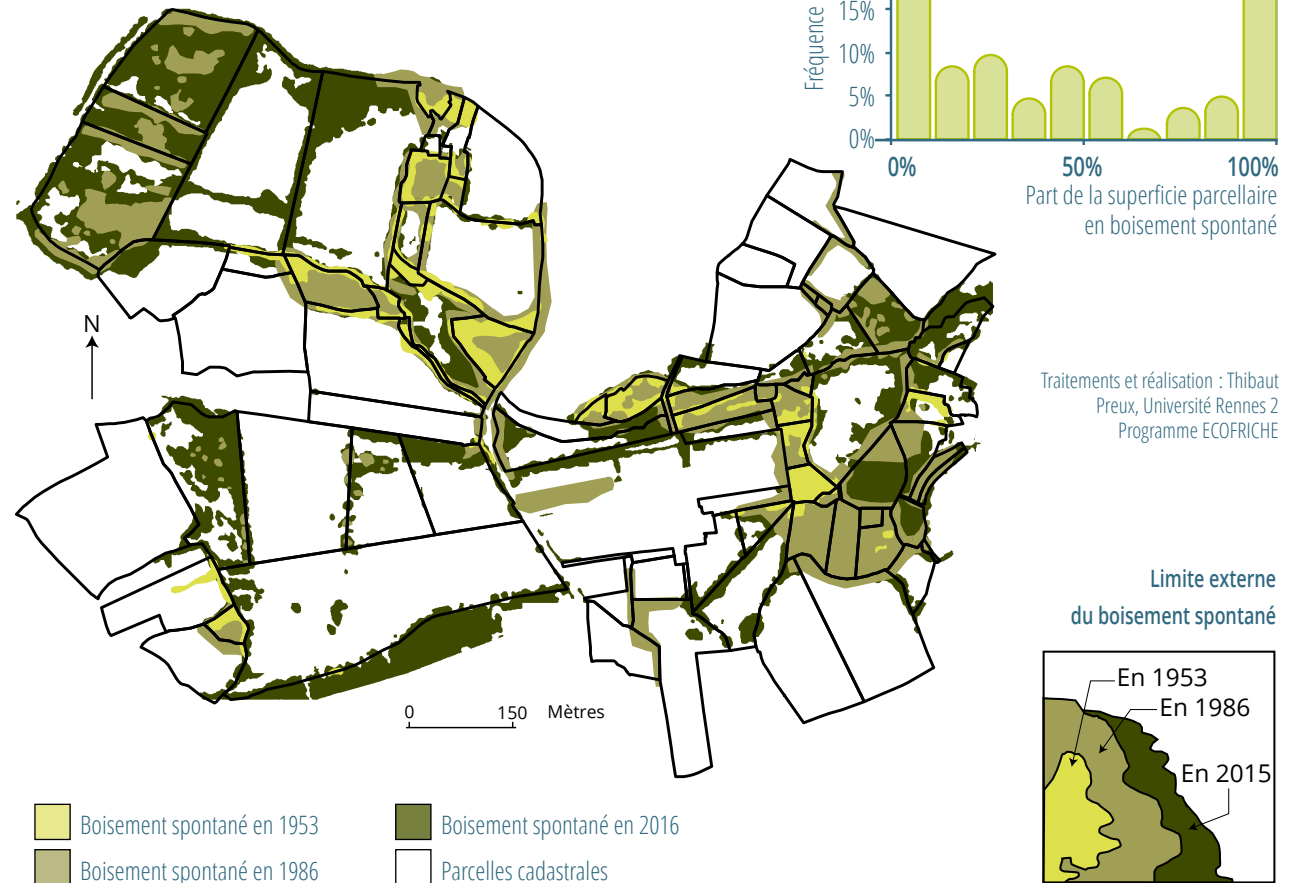 Fréquence
15%
10%
5%
0%
0%
50%
100%
Part de la superficie parcellaire
en boisement spontané
N
Traitements et réalisation : Thibaut
Preux, Université Rennes 2
Programme ECOFRICHE
Limite externe
du boisement spontané
En 1953
En 1986
En 2015
0
150
Mètres
Boisement spontané en 1953
Boisement spontané en 2016
Boisement spontané en 1986
Parcelles cadastrales